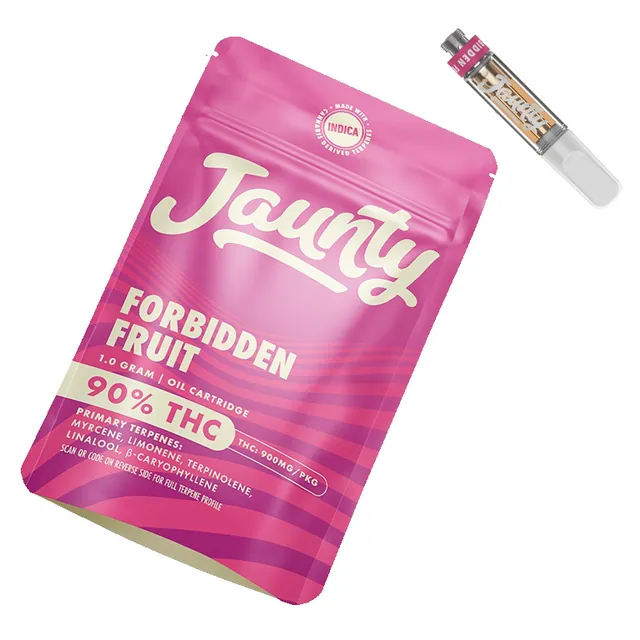 • MADE WITH •
CANNABIS DERIVED TERPENES
INDICA
Jaunty
FORBIDDEN
FRUIT
1.0 GRAM | OIL CARTRIDGE
90% THC
THC: 900MG/PKG
PRIMARY TERPENES:
MYRCENE, LIMONENE, TERPINOLENE,
LINALOOL, β-CARYOPHYLLENE
SCAN QR CODE ON REVERSE SIDE FOR FULL TERPENE PROFILE
Jaunty